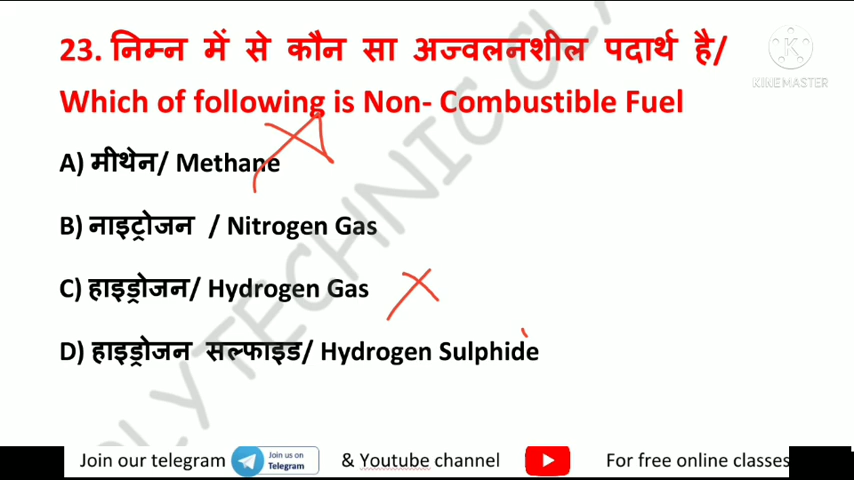 23. निम्न में से कौन सा अज्वलनशील पदार्थ है/
Which of following is Non- Combustible Fuel
A) मीथेन/ Methane
B) नाइट्रोजन / Nitrogen Gas
C) हाइड्रोजन/ Hydrogen Gas
D) हाइड्रोजन सल्फाइड/ Hydrogen Sulphide
KINEMASTER
Join our telegram Join us on Telegram & Youtube channel For free online classes